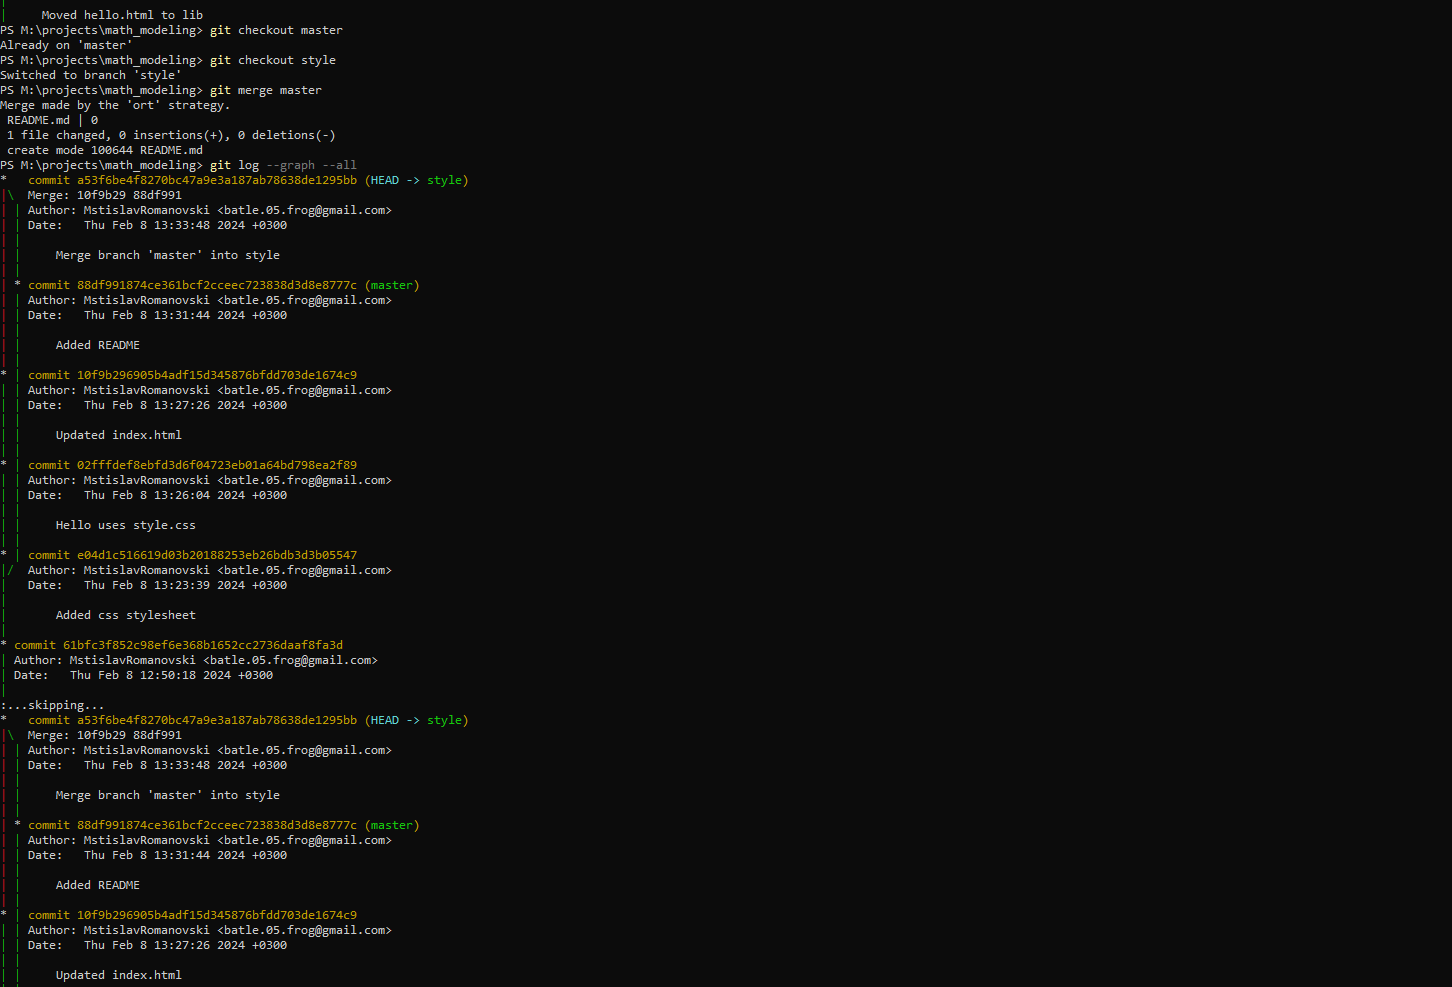 |     Moved hello.html to lib
PS M:\projects\math_modeling> git checkout master
Already on 'master'
PS M:\projects\math_modeling> git checkout style
Switched to branch 'style'
PS M:\projects\math_modeling> git merge master
Merge made by the 'ort' strategy.
 README.md | 0
 1 file changed, 0 insertions(+), 0 deletions(-)
 create mode 100644 README.md
PS M:\projects\math_modeling> git log --graph --all
*   commit a53f6be4f8270bc47a9e3a187ab78638de1295bb (HEAD -> style)
|\  Merge: 10f9b29 88df991
| | Author: MstislavRomanovski <batle.05.frog@gmail.com>
| | Date:   Thu Feb 8 13:33:48 2024 +0300
| |
| |     Merge branch 'master' into style
| |
| * commit 88df991874ce361bcf2cceec723838d3d8e8777c (master)
| | Author: MstislavRomanovski <batle.05.frog@gmail.com>
| | Date:   Thu Feb 8 13:31:44 2024 +0300
| |
| |     Added README
| |
* | commit 10f9b296905b4adf15d345876bfdd703de1674c9
| | Author: MstislavRomanovski <batle.05.frog@gmail.com>
| | Date:   Thu Feb 8 13:27:26 2024 +0300
| |
| |     Updated index.html
| |
* | commit 02fffdef8ebfd3d6f04723eb01a64bd798ea2f89
| | Author: MstislavRomanovski <batle.05.frog@gmail.com>
| | Date:   Thu Feb 8 13:26:04 2024 +0300
| |
| |     Hello uses style.css
| |
* | commit e04d1c516619d03b20188253eb26bdb3d3b05547
|/  Author: MstislavRomanovski <batle.05.frog@gmail.com>
|   Date:   Thu Feb 8 13:23:39 2024 +0300
|
|       Added css stylesheet
|
* commit 61bfc3f852c98ef6e368b1652cc2736daaf8fa3d
| Author: MstislavRomanovski <batle.05.frog@gmail.com>
| Date:   Thu Feb 8 12:50:18 2024 +0300
|
:...skipping...
*   commit a53f6be4f8270bc47a9e3a187ab78638de1295bb (HEAD -> style)
|\  Merge: 10f9b29 88df991
| | Author: MstislavRomanovski <batle.05.frog@gmail.com>
| | Date:   Thu Feb 8 13:33:48 2024 +0300
| |
| |     Merge branch 'master' into style
| |
| * commit 88df991874ce361bcf2cceec723838d3d8e8777c (master)
| | Author: MstislavRomanovski <batle.05.frog@gmail.com>
| | Date:   Thu Feb 8 13:31:44 2024 +0300
| |
| |     Added README
| |
* | commit 10f9b296905b4adf15d345876bfdd703de1674c9
| | Author: MstislavRomanovski <batle.05.frog@gmail.com>
| | Date:   Thu Feb 8 13:27:26 2024 +0300
| |
| |     Updated index.html